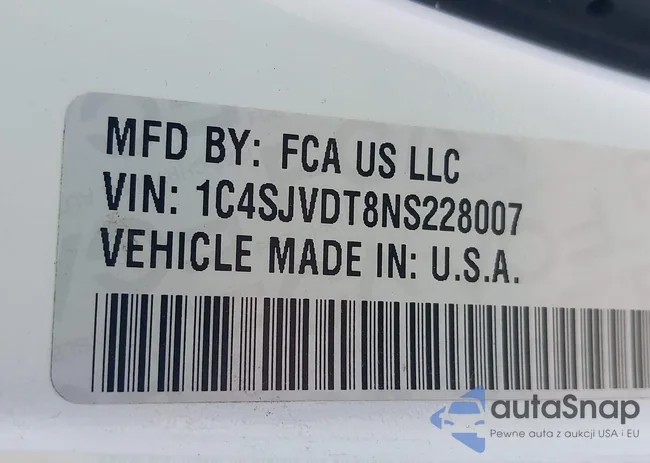 MFD BY: FCA US LLC
VIN: 1C4SJVDT8NS228007
VEHICLE MADE IN: U.S.A.
autaSnap
Pewne auta z aukcji USA i EU